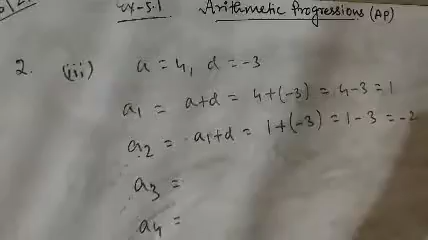 Ex-5.1 Arithmetic Progressions (AP)
2. (iii) a = 4, d = -3
a₁ = a+d = 4+(-3) = 4-3 = 1
a₂ = a₁+d = 1+(-3) = 1-3 = -2
a₃ =
a₄ =